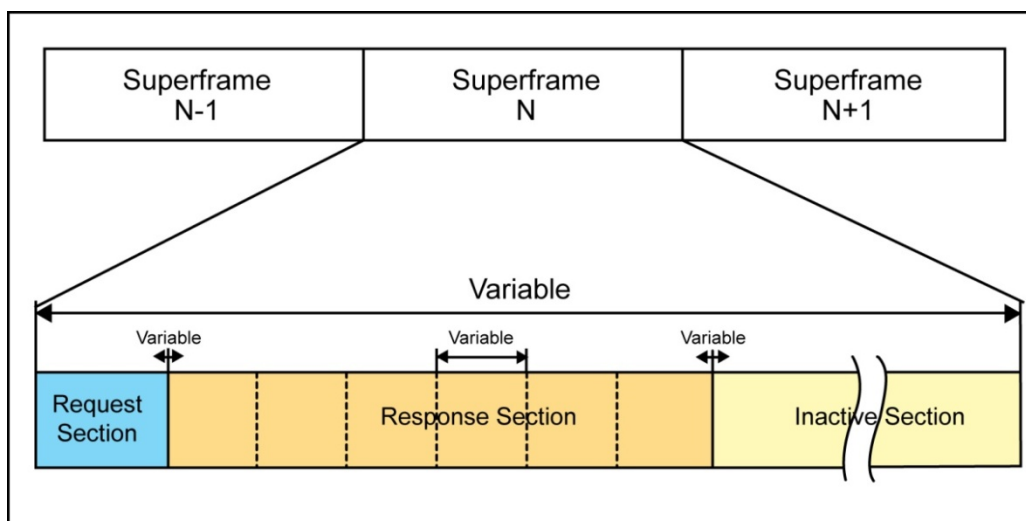 Superframe
N-1
Superframe
N
Superframe
N+1
Variable
Variable
Variable
Variable
Request
Section
Response Section
Inactive Section